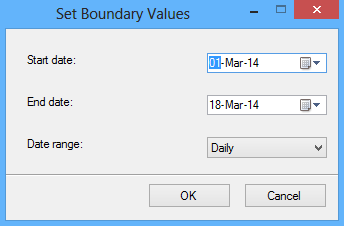 Set Boundary Values
Start date: 01-Mar-14
End date: 18-Mar-14
Date range: Daily
OK Cancel